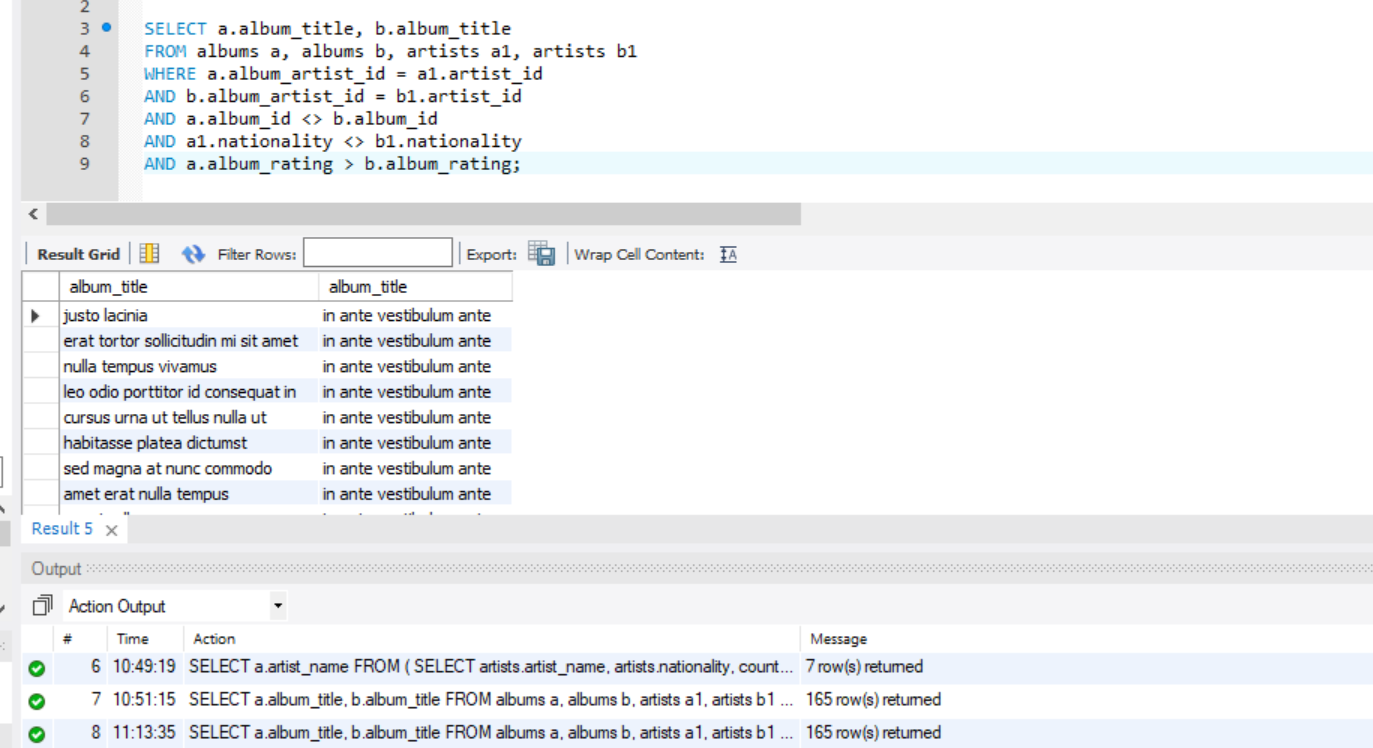 2
3 SELECT a.album_title, b.album_title
4 FROM albums a, albums b, artists a1, artists b1
5 WHERE a.album_artist_id = a1.artist_id
6 AND b.album_artist_id = b1.artist_id
7 AND a.album_id <> b.album_id
8 AND a1.nationality <> b1.nationality
9 AND a.album_rating > b.album_rating;
Result Grid Filter Rows: Export: Wrap Cell Content: IA
album_title album_title
justo lacinia in ante vestibulum ante
erat tortor sollicitudin mi sit amet in ante vestibulum ante
nulla tempus vivamus in ante vestibulum ante
leo odio porttitor id consequat in in ante vestibulum ante
cursus urna ut tellus nulla ut in ante vestibulum ante
habitasse platea dictumst in ante vestibulum ante
sed magna at nunc commodo in ante vestibulum ante
amet erat nulla tempus in ante vestibulum ante
Result 5
Output
Action Output
# Time Action Message
6 10:49:19 SELECT a.artist_name FROM ( SELECT artists.artist_name, artists.nationality, count... 7 row(s) returned
7 10:51:15 SELECT a.album_title, b.album_title FROM albums a, albums b, artists a1, artists b1 ... 165 row(s) returned
8 11:13:35 SELECT a.album_title, b.album_title FROM albums a, albums b, artists a1, artists b1 ... 165 row(s) returned